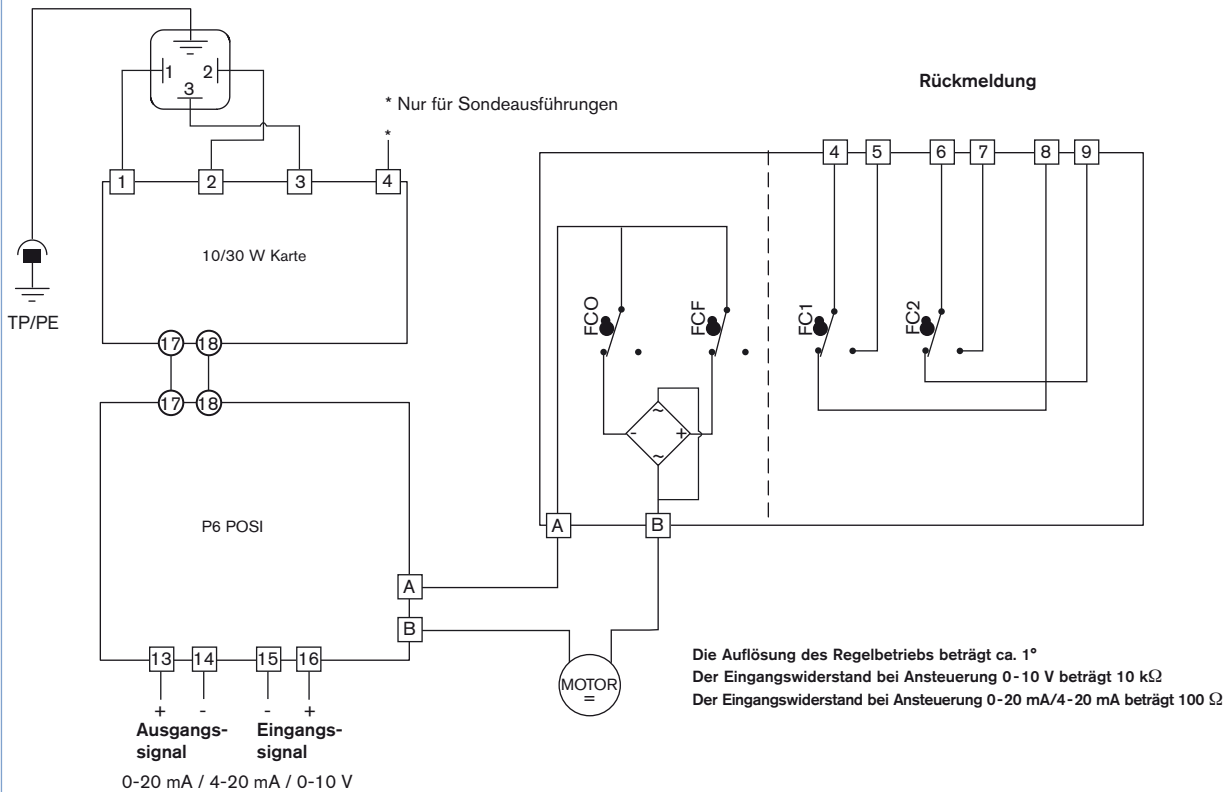 1 2
3
* Nur für Sondeausführungen
*
Rückmeldung
1 2 3 4
4 5 6 7 8 9
10/30 W Karte
TP/PE
FCO FCF FC1 FC2
17 18
17 18
~
- +
~
P6 POSI
A B
A
B
13 14 15 16
MOTOR
=
+ - - +
Ausgangs-
signal
Eingangs-
signal
0-20 mA / 4-20 mA / 0-10 V
Die Auflösung des Regelbetriebs beträgt ca. 1°
Der Eingangswiderstand bei Ansteuerung 0-10 V beträgt 10 kΩ
Der Eingangswiderstand bei Ansteuerung 0-20 mA/4-20 mA beträgt 100 Ω